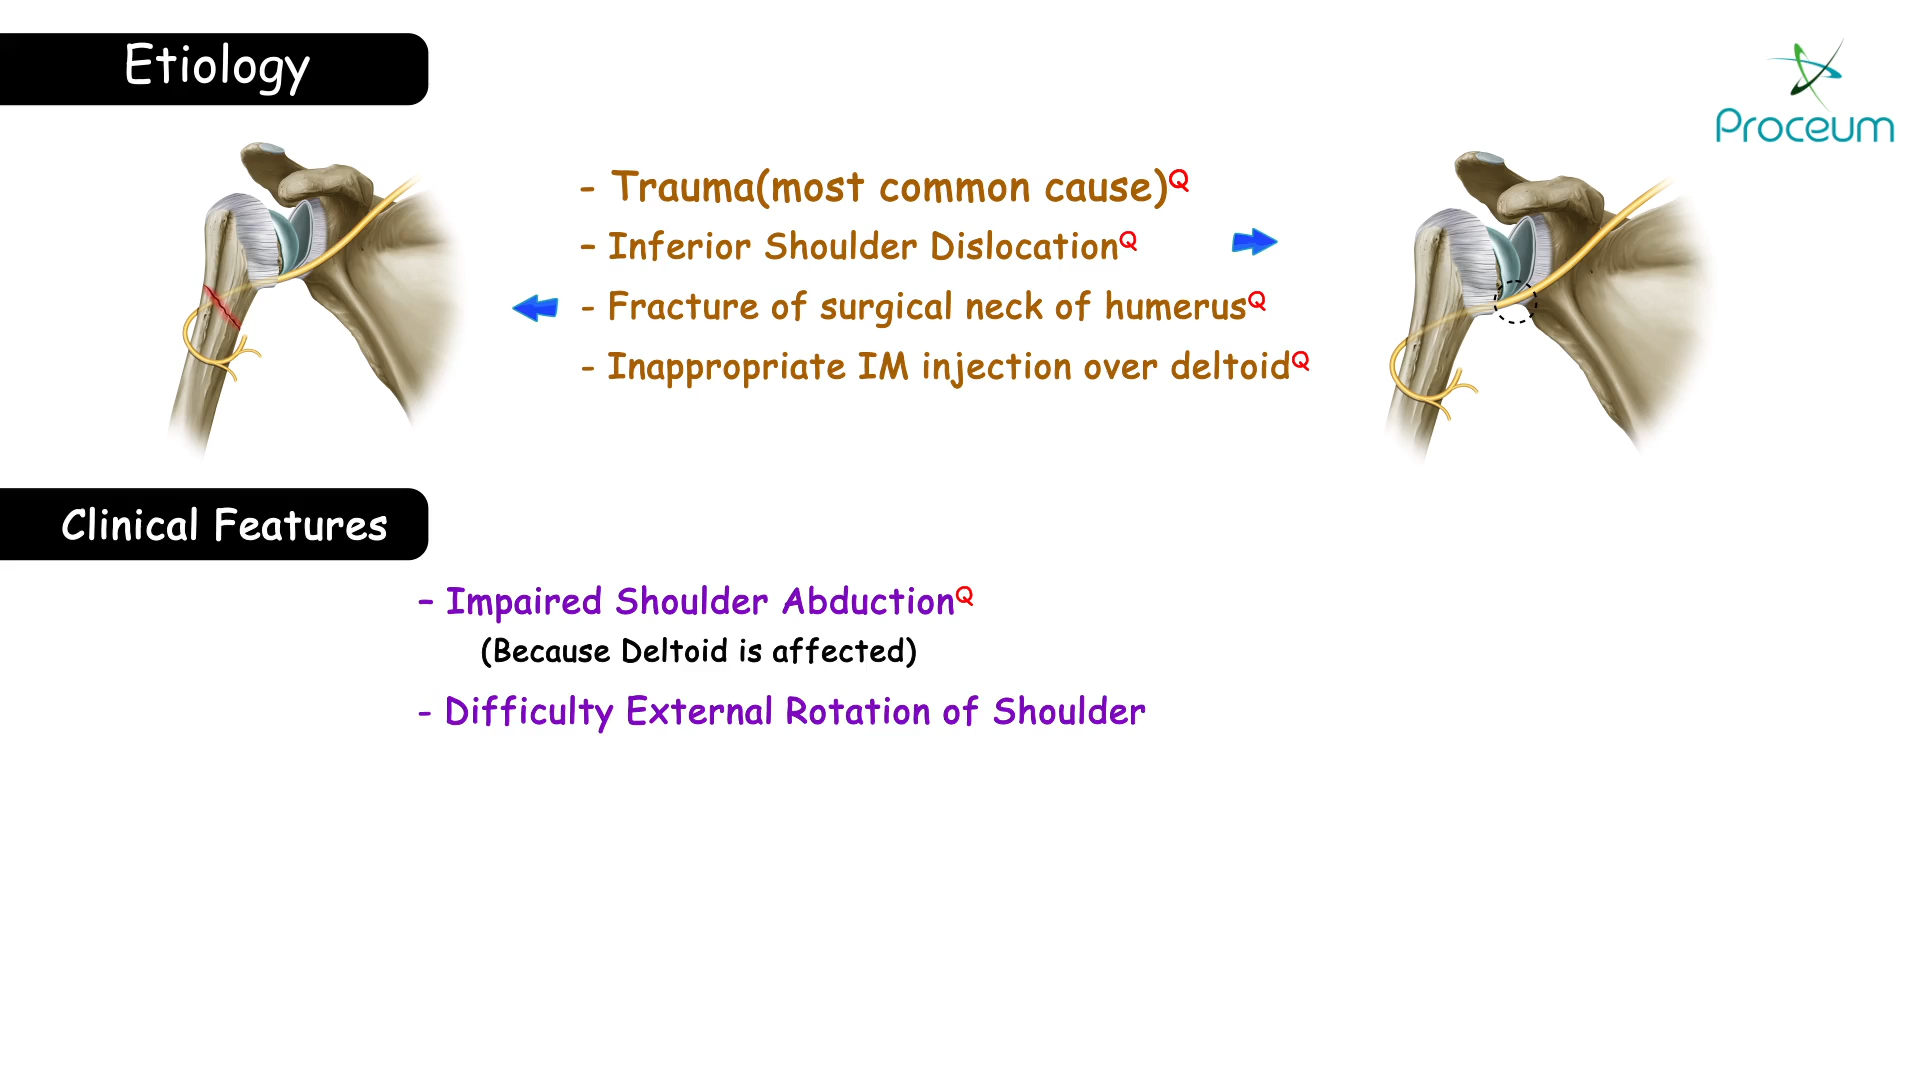 Etiology
Proceum
- Trauma(most common cause)Q
- Inferior Shoulder DislocationQ
- Fracture of surgical neck of humerusQ
- Inappropriate IM injection over deltoidQ
Clinical Features
- Impaired Shoulder AbductionQ
(Because Deltoid is affected)
- Difficulty External Rotation of Shoulder